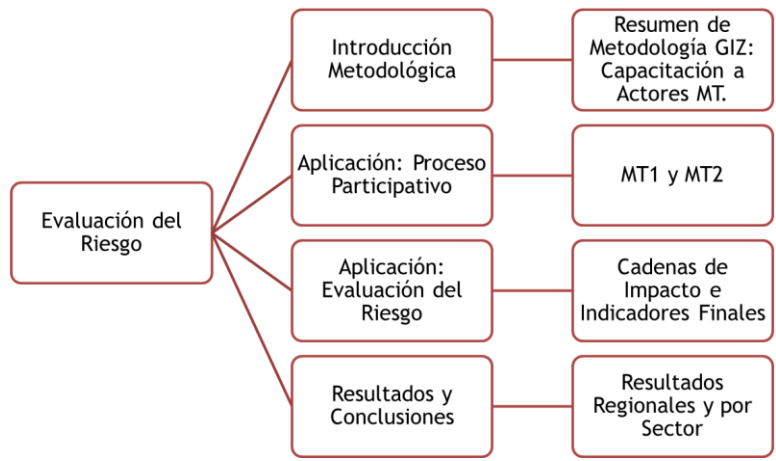 Evaluación del
Riesgo
Introducción
Metodológica
Resumen de
Metodología GIZ:
Capacitación a
Actores MT.
Aplicación: Proceso
Participativo
MT1 y MT2
Aplicación:
Evaluación del
Riesgo
Cadenas de
Impacto e
Indicadores Finales
Resultados y
Conclusiones
Resultados
Regionales y por
Sector